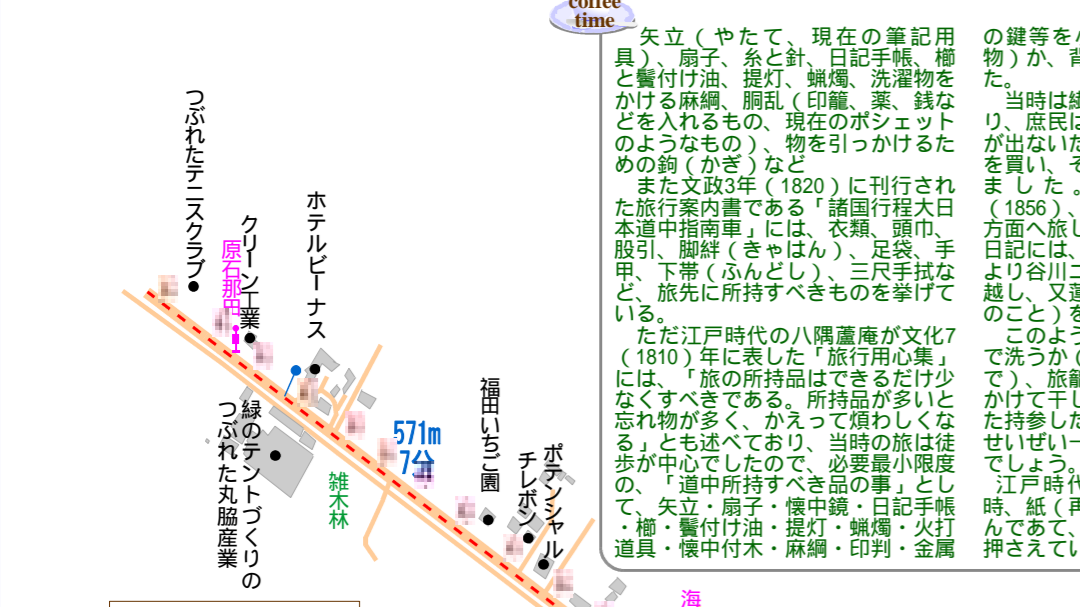 coffee
time
矢立（やたて、現在の筆記用
具）、扇子、糸と針、日記手帳、櫛
と鬢付け油、提灯、蝋燭、洗濯物を
かける麻綱、胴乱（印籠、薬、銭な
どを入れるもの、現在のポシェット
のようなもの）、物を引っかけるた
めの鉤（かぎ）など
また文政3年（1820）に刊行され
た旅行案内書である「諸国行程大日
本道中指南車」には、衣類、頭巾、
股引、脚絆（きゃはん）、足袋、手
甲、下帯（ふんどし）、三尺手拭な
ど、旅先に所持すべきものを挙げて
いる。
ただ江戸時代の八隅蘆庵が文化7
（1810）年に表した「旅行用心集」
には、「旅の所持品はできるだけ少
なくすべきである。所持品が多いと
忘れ物が多く、かえって煩わしくな
る」とも述べており、当時の旅は徒
歩が中心でしたので、必要最小限度
の、「道中所持すべき品の事」とし
て、矢立・扇子・懐中鏡・日記手帳
・櫛・鬢付け油・提灯・蝋燭・火打
道具・懐中付木・麻綱・印判・金属
の鍵等を
物）か、
た。
当時は
り、庶民
が出ないた
を買い、そ
ました。
（1856）、
方面へ旅し
日記には、
より谷川
越し、又
のこと）を
このよう
で洗うか（
で）、旅籠
かけて干し
た持参した
せいぜい一
でしょう。
江戸時代
時、紙（再
んであて、
押さえてい
つぶれたテニスクラブ
クリーン工業
原石那田
ホテルビーナス
緑のテントづくりの
つぶれた丸脇産業
571m
7分
雑木林
福田いちご園
チレボン
ポテンシャル
海